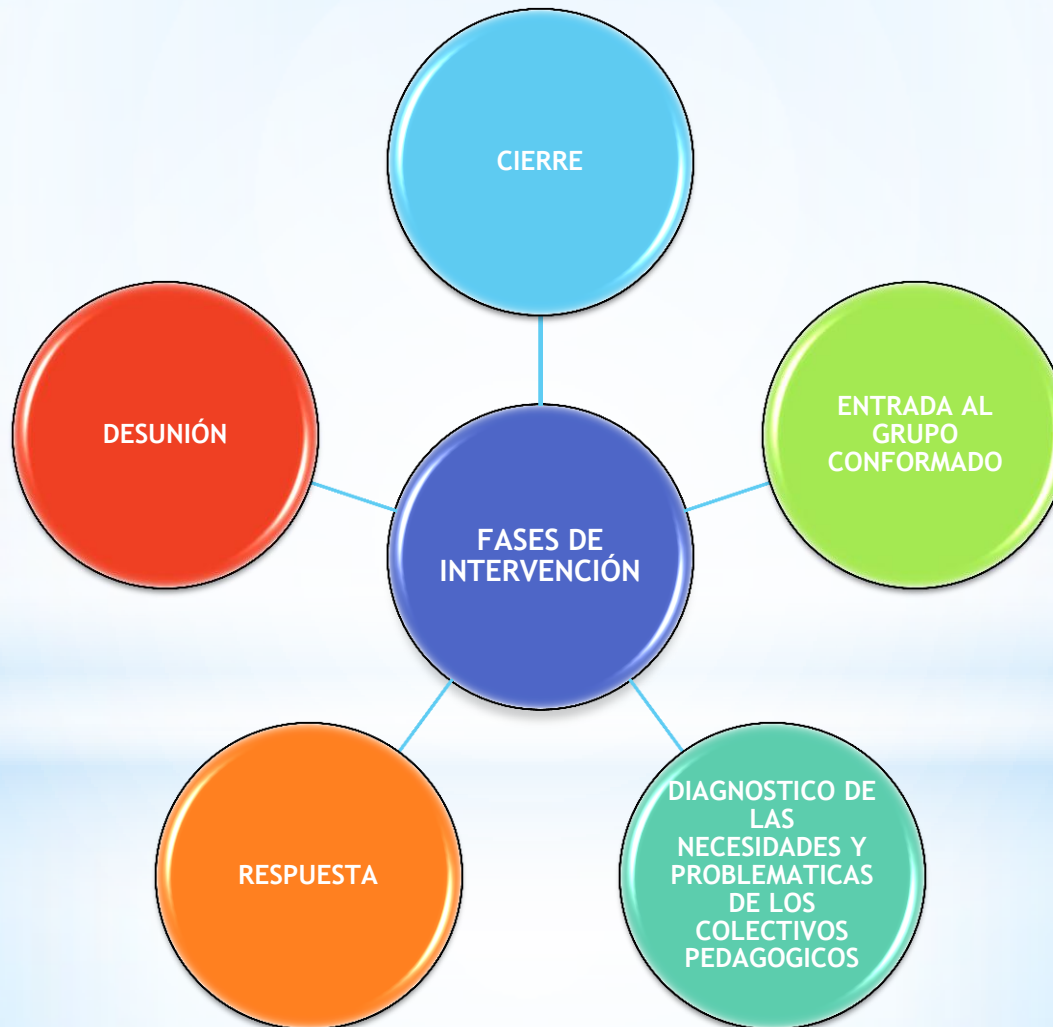 CIERRE
DESUNIÓN
ENTRADA AL
GRUPO
CONFORMADO
FASES DE
INTERVENCIÓN
RESPUESTA
DIAGNOSTICO DE
LAS
NECESIDADES Y
PROBLEMATICAS
DE LOS
COLECTIVOS
PEDAGOGICOS